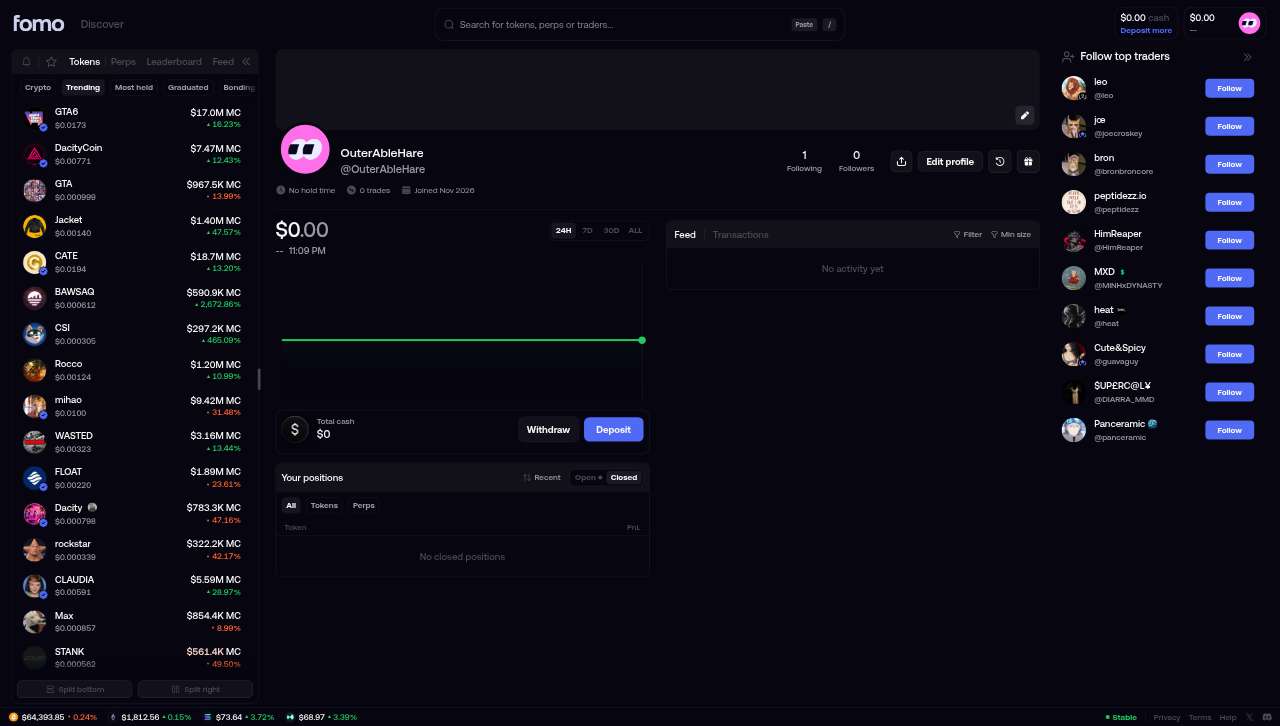 fomo
Discover
Search for tokens, perps or traders...
Paste
/
$0.00 cash
Deposit more
$0.00
--
Tokens Perps Leaderboard Feed
Crypto Trending Most held Graduated Bonding
GTA6 $17.0M MC
$0.0173 16.23%
DacityCoin $7.47M MC
$0.00771 12.43%
GTA $967.5K MC
$0.000999 13.99%
Jacket $1.40M MC
$0.00140 47.57%
CATE $18.7M MC
$0.0194 13.20%
BAWSAQ $590.9K MC
$0.000612 2,672.86%
CSI $297.2K MC
$0.000305 465.09%
Rocco $1.20M MC
$0.00124 10.99%
mihao $9.42M MC
$0.0100 31.48%
WASTED $3.16M MC
$0.00323 13.44%
FLOAT $1.89M MC
$0.00220 23.61%
Dacity $783.3K MC
$0.000798 47.16%
rockstar $322.2K MC
$0.000339 42.17%
CLAUDIA $5.59M MC
$0.00591 28.97%
Max $854.4K MC
$0.000857 8.99%
STANK $561.4K MC
$0.000562 49.50%
Split bottom Split right
OuterAbleHare
@OuterAbleHare
No hold time 0 trades Joined Nov 2026
1 Following
0 Followers
Edit profile
$0.00
-- 11:09 PM
24H 7D 30D ALL
$
Total cash
$0
Withdraw Deposit
Your positions
Recent
Open Closed
All Tokens Perps
Token PnL
No closed positions
Feed Transactions
Filter Min size
No activity yet
Follow top traders
leo
@leo
Follow
jœ
@joecroskey
Follow
bron
@bronbroncore
Follow
peptidezz.io
@peptidezz
Follow
HimReaper
@HimReaper
Follow
MXD
@MINHxDYNASTY
Follow
heat
@heat
Follow
Cute&Spicy
@guavaguy
Follow
$UP£RC@L¥
@DIARRA_MMD
Follow
Panceramic
@panceramic
Follow
$64,393.85 0.24% $1,812.56 0.15% $73.64 3.72% $68.97 3.39%
Stable Privacy Terms Help